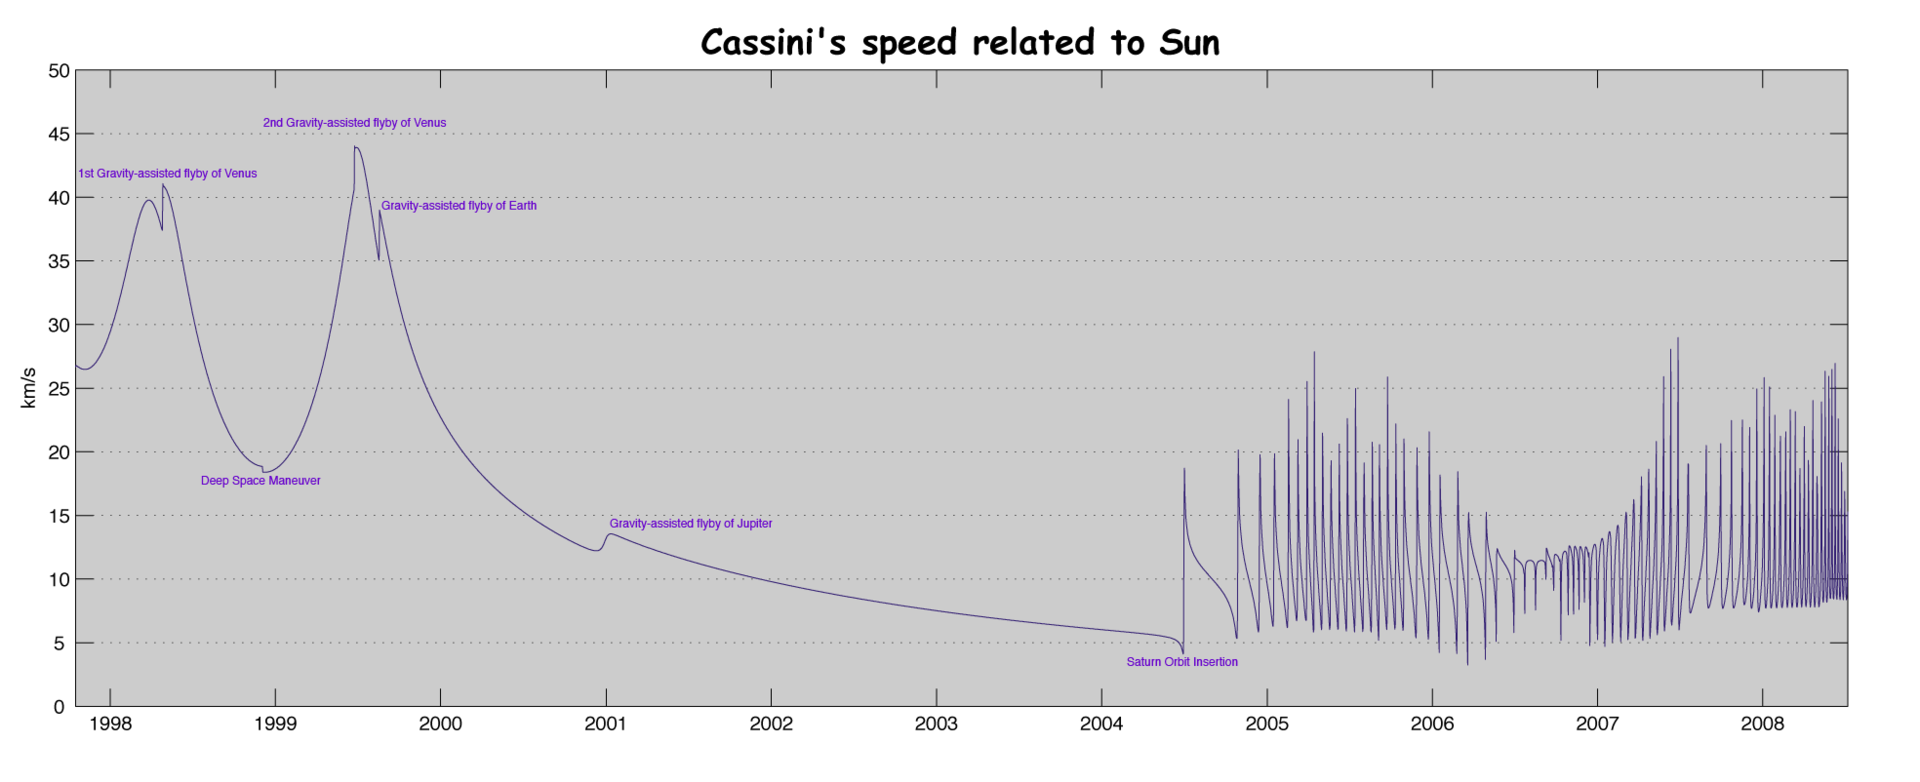 Cassini's speed related to Sun
50
45
40
35
30
25
20
15
10
5
0
km/s
2nd Gravity-assisted flyby of Venus
1st Gravity-assisted flyby of Venus
Gravity-assisted flyby of Earth
Deep Space Maneuver
Gravity-assisted flyby of Jupiter
Saturn Orbit Insertion
1998 1999 2000 2001 2002 2003 2004 2005 2006 2007 2008